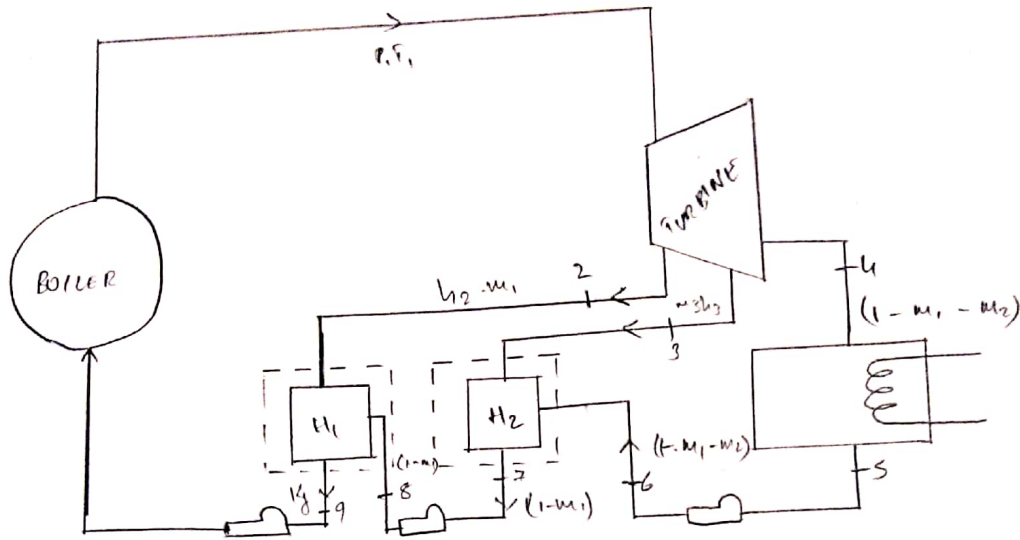 P, T,
TURBINE
BOILER
h2 m1
2
m3h3
3
4
(1 - m1 - m2)
H1
H2
(1-m1)
(1-m1-m2)
1kg
9
8
7
(1-m1)
6
5